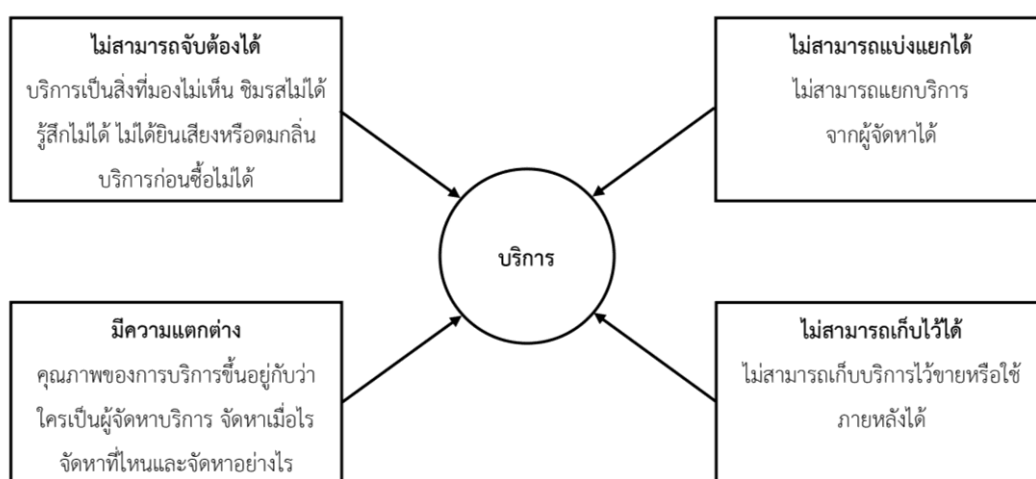 ไม่สามารถจับต้องได้
บริการเป็นสิ่งที่มองไม่เห็น ชิมรสไม่ได้
รู้สึกไม่ได้ ไม่ได้ยินเสียงหรือดมกลิ่น
บริการก่อนซื้อไม่ได้
ไม่สามารถแบ่งแยกได้
ไม่สามารถแยกบริการ
จากผู้จัดหาได้
บริการ
มีความแตกต่าง
คุณภาพของการบริการขึ้นอยู่กับว่า
ใครเป็นผู้จัดหาบริการ จัดหาเมื่อไร
จัดหาที่ไหนและจัดหาอย่างไร
ไม่สามารถเก็บไว้ได้
ไม่สามารถเก็บบริการไว้ขายหรือใช้
ภายหลังได้